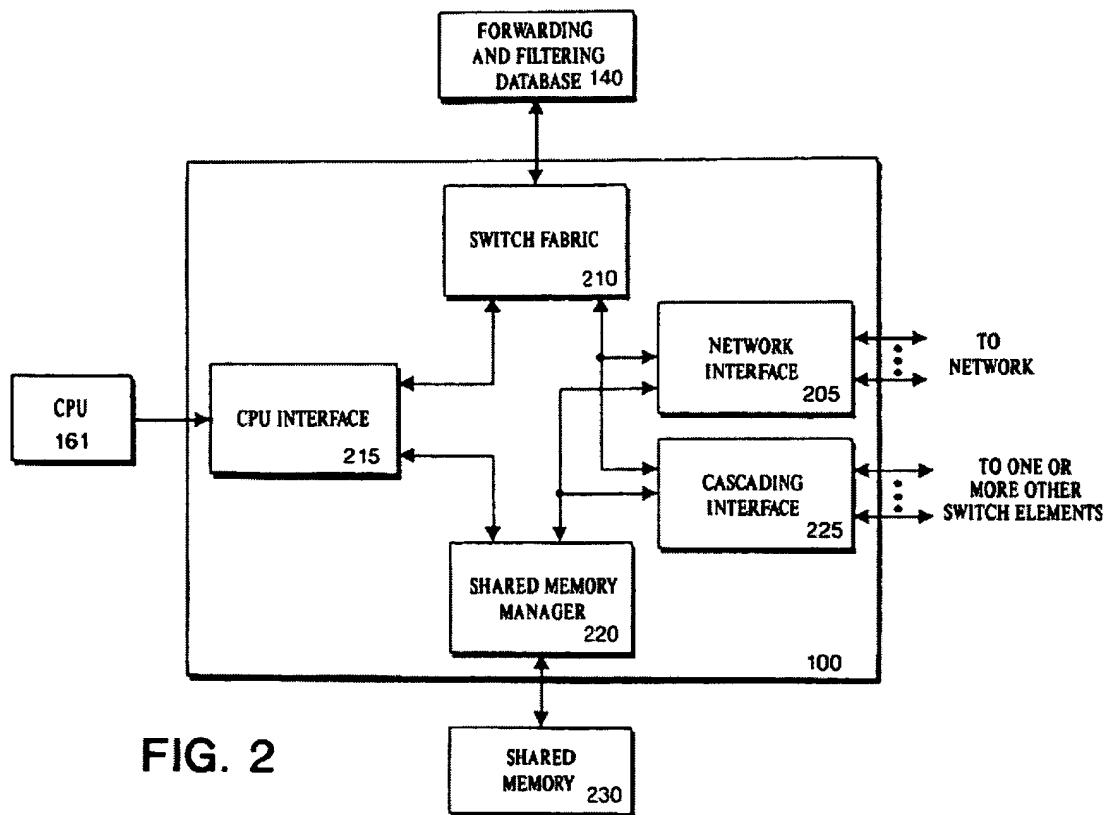 FORWARDING
AND FILTERING
DATABASE 140
SWITCH FABRIC
210
NETWORK
INTERFACE
205
TO
NETWORK
CPU
161
CPU INTERFACE
215
CASCADING
INTERFACE
225
TO ONE OR
MORE OTHER
SWITCH ELEMENTS
SHARED MEMORY
MANAGER
220
100
FIG. 2
SHARED
MEMORY
230